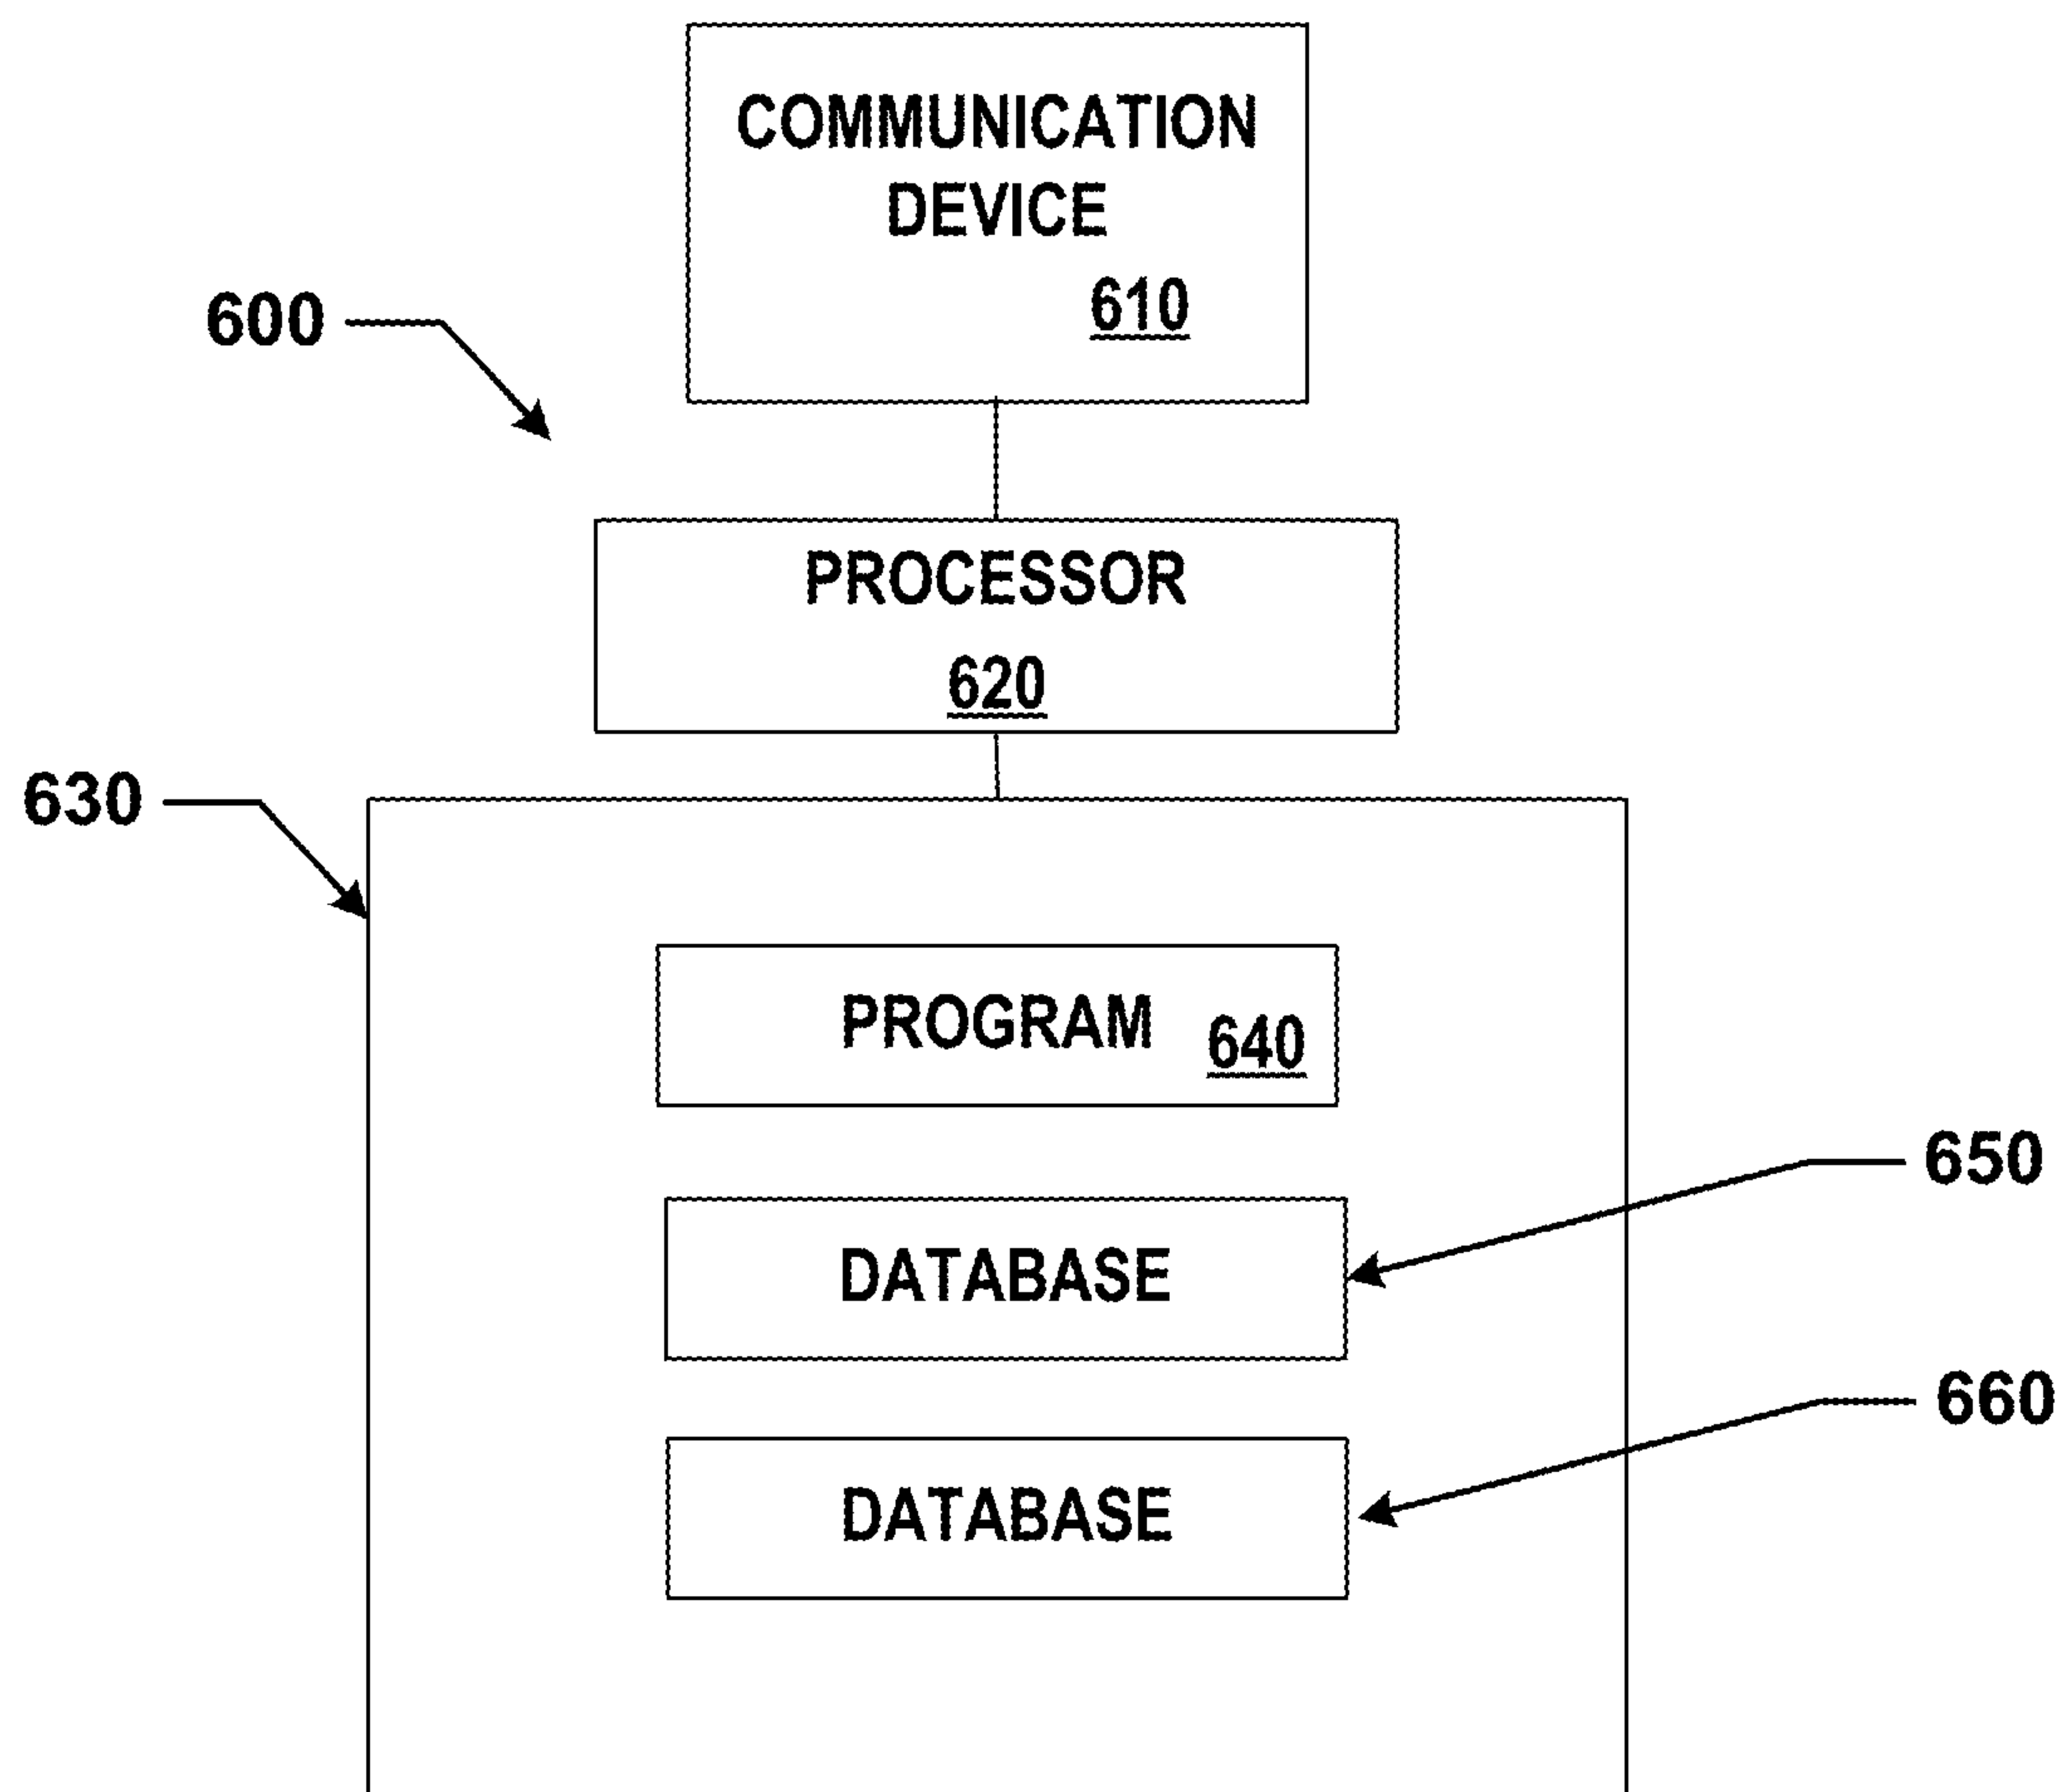 COMMUNICATION
DEVICE
610
600
PROCESSOR
620
630
PROGRAM 640
650
DATABASE
660
DATABASE